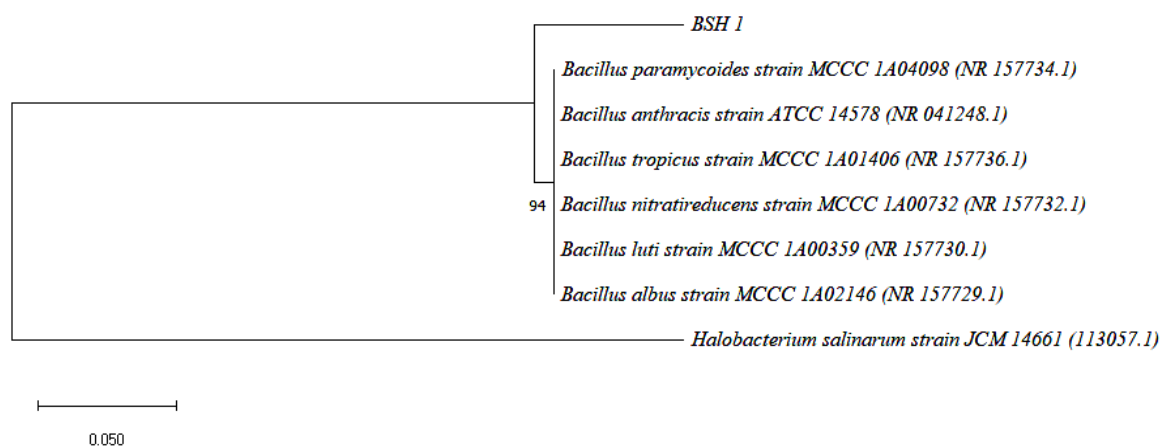 BSH 1
Bacillus paramycoides strain MCCC 1A04098 (NR 157734.1)
Bacillus anthracis strain ATCC 14578 (NR 041248.1)
Bacillus tropicus strain MCCC 1A01406 (NR 157736.1)
94
Bacillus nitratireducens strain MCCC 1A00732 (NR 157732.1)
Bacillus luti strain MCCC 1A00359 (NR 157730.1)
Bacillus albus strain MCCC 1A02146 (NR 157729.1)
Halobacterium salinarum strain JCM 14661 (113057.1)
0.050